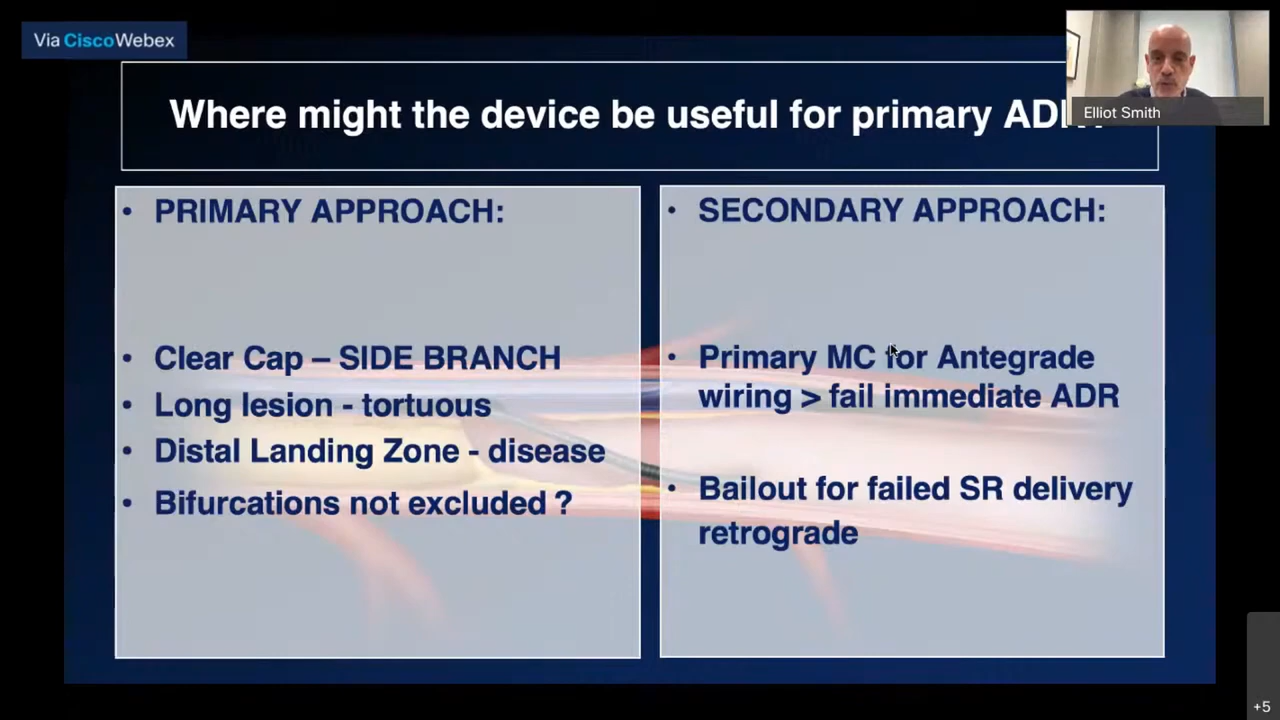 Via CiscoWebex
Elliot Smith
Where might the device be useful for primary
• PRIMARY APPROACH:
• Clear Cap – SIDE BRANCH
• Long lesion - tortuous
• Distal Landing Zone - disease
• Bifurcations not excluded ?
• SECONDARY APPROACH:
• Primary MC for Antegrade
wiring > fail immediate ADR
• Bailout for failed SR delivery
retrograde
+5